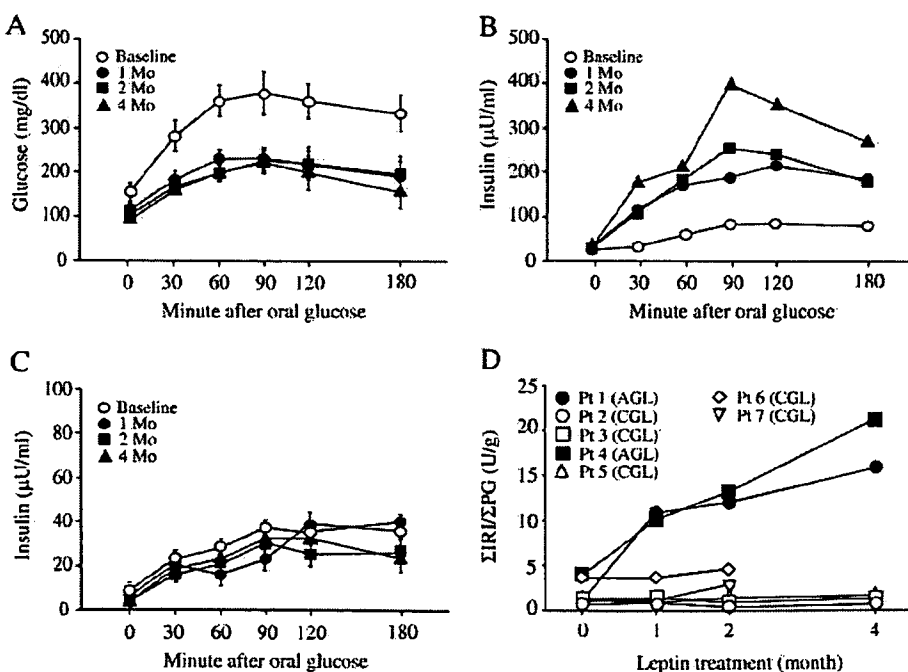 A
500
400
300
200
100
0
Glucose (mg/dl)
Baseline
1 Mo
2 Mo
4 Mo
0 30 60 90 120 180
Minute after oral glucose
B
500
400
300
200
100
0
Insulin (μU/ml)
Baseline
1 Mo
2 Mo
4 Mo
0 30 60 90 120 180
Minute after oral glucose
C
100
80
60
40
20
0
Insulin (μU/ml)
Baseline
1 Mo
2 Mo
4 Mo
0 30 60 90 120 180
Minute after oral glucose
D
25
20
15
10
5
0
ΣIRI/ΣPG (U/g)
Pt 1 (AGL)
Pt 2 (CGL)
Pt 3 (CGL)
Pt 4 (AGL)
Pt 5 (CGL)
Pt 6 (CGL)
Pt 7 (CGL)
0 1 2 4
Leptin treatment (month)